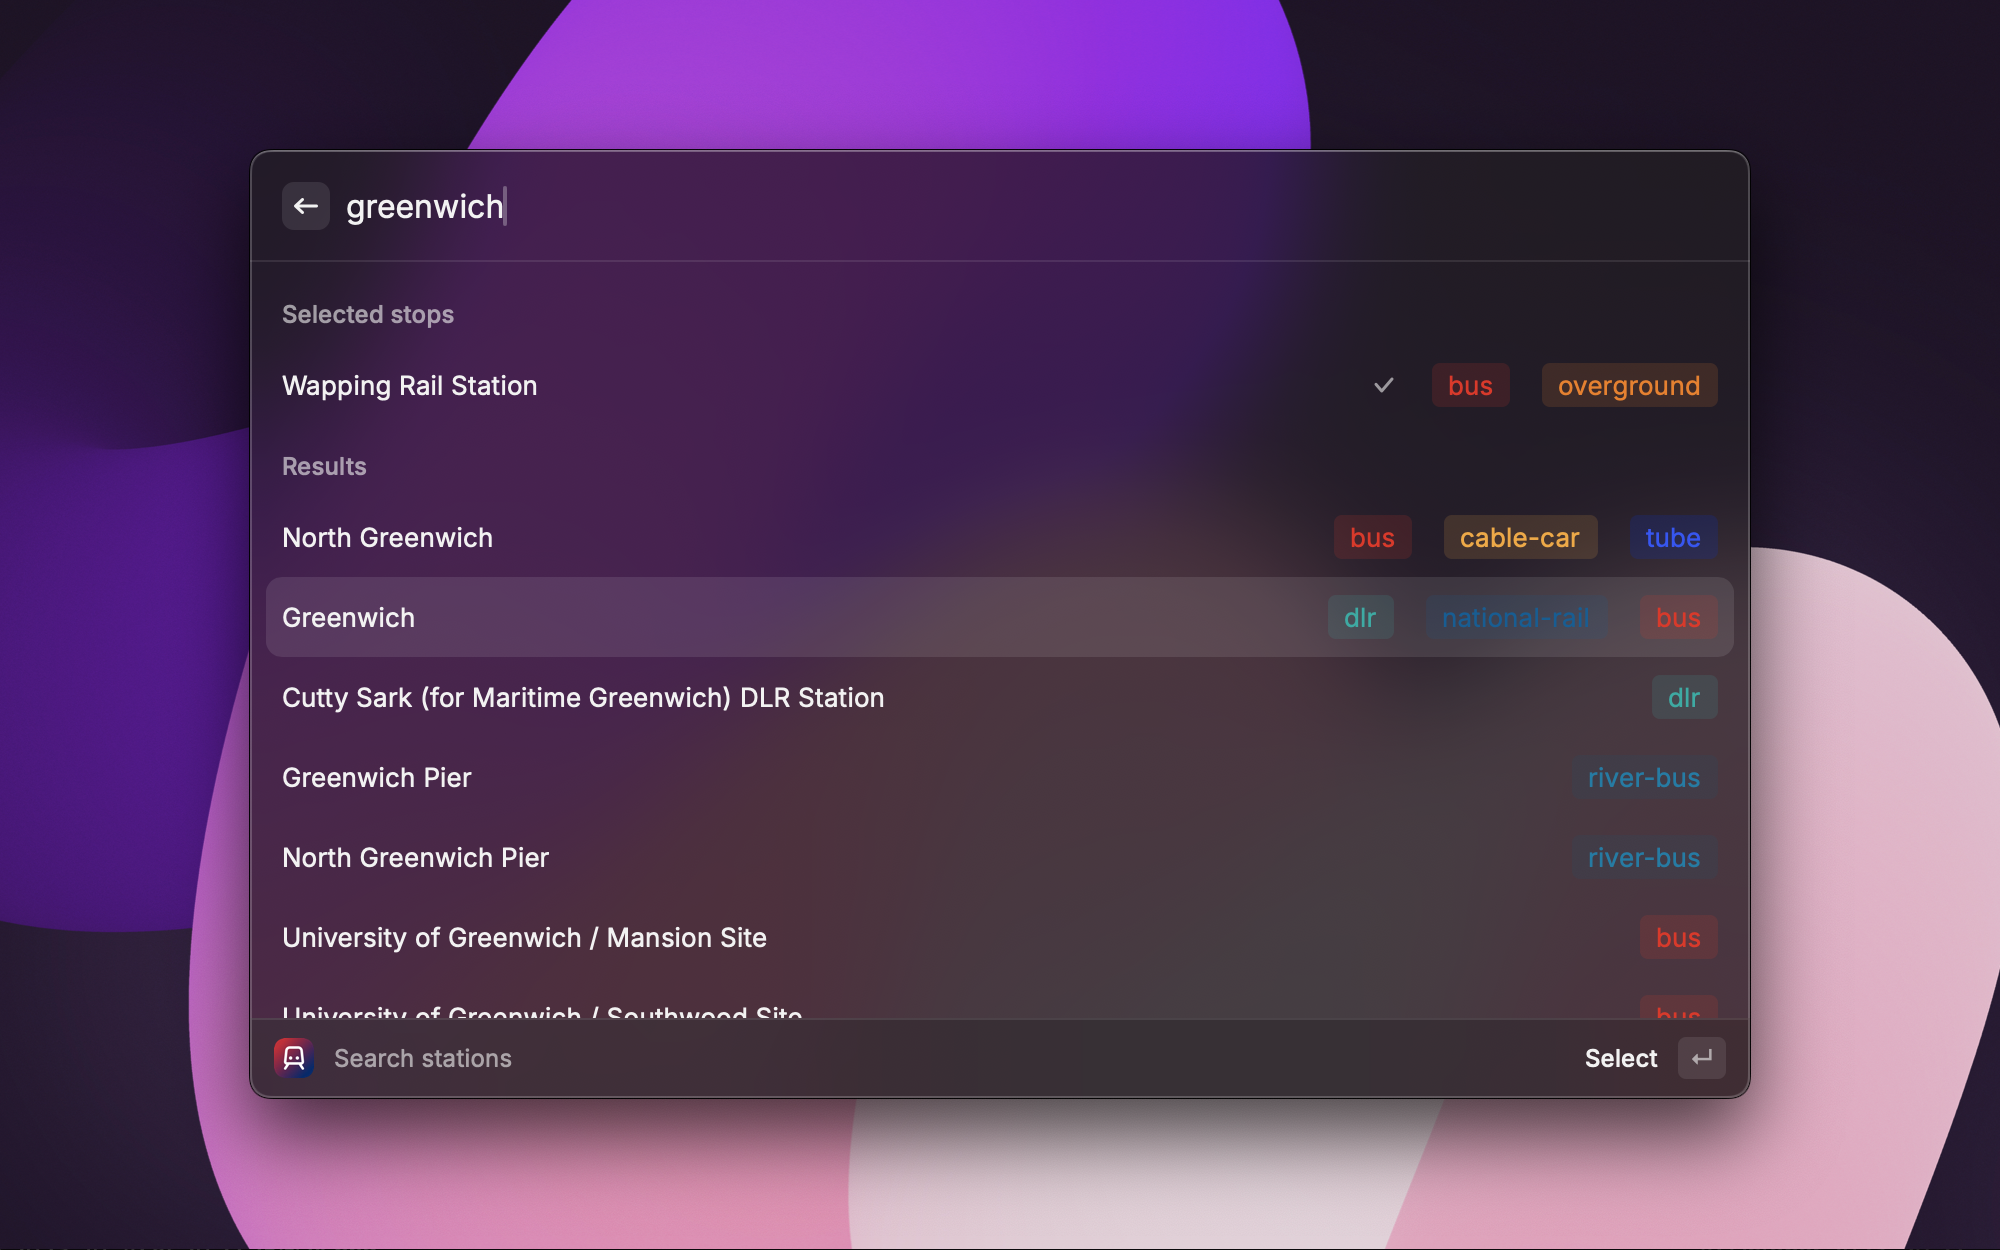 greenwich
Selected stops
Wapping Rail Station bus overground
Results
North Greenwich bus cable-car tube
Greenwich dlr national-rail bus
Cutty Sark (for Maritime Greenwich) DLR Station dlr
Greenwich Pier river-bus
North Greenwich Pier river-bus
University of Greenwich / Mansion Site bus
University of Greenwich / Southwood Site bus
Search stations Select